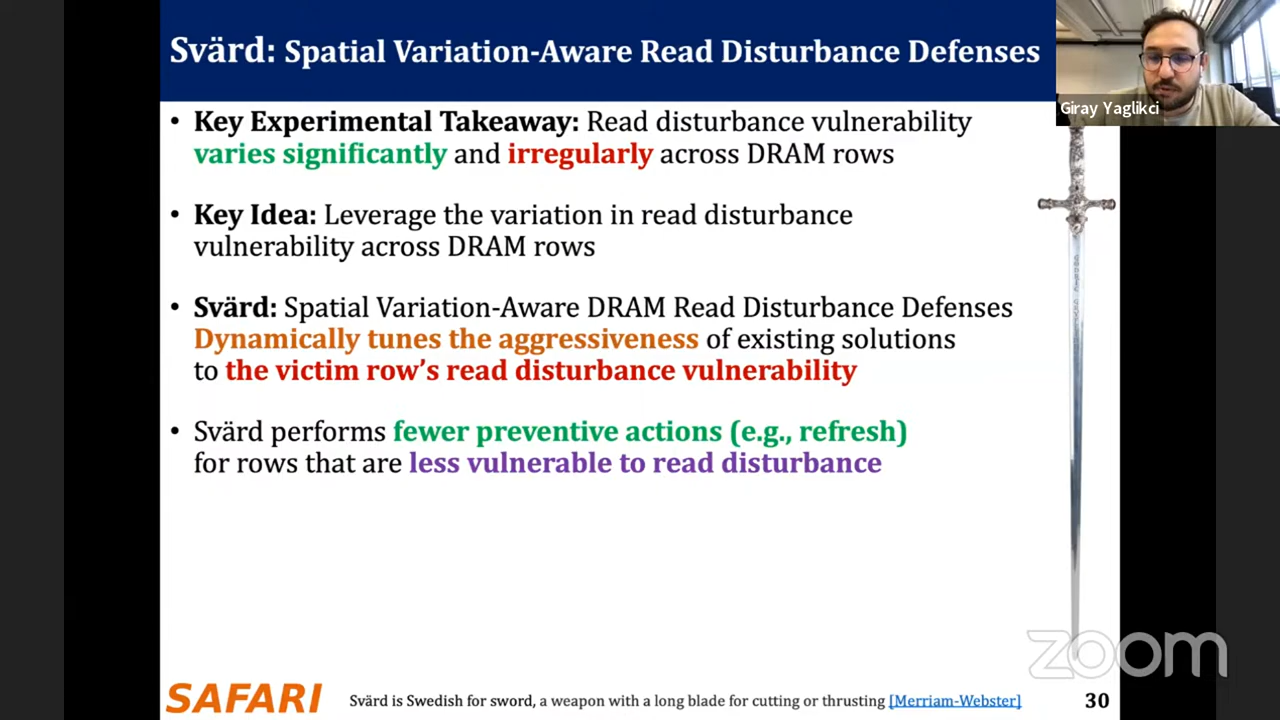 Svärd: Spatial Variation-Aware Read Disturbance Defenses
Giray Yaglikci
• Key Experimental Takeaway: Read disturbance vulnerability
varies significantly and irregularly across DRAM rows
• Key Idea: Leverage the variation in read disturbance
vulnerability across DRAM rows
• Svärd: Spatial Variation-Aware DRAM Read Disturbance Defenses
Dynamically tunes the aggressiveness of existing solutions
to the victim row's read disturbance vulnerability
• Svärd performs fewer preventive actions (e.g., refresh)
for rows that are less vulnerable to read disturbance
zoom
SAFARI
Svärd is Swedish for sword, a weapon with a long blade for cutting or thrusting [Merriam-Webster]
30